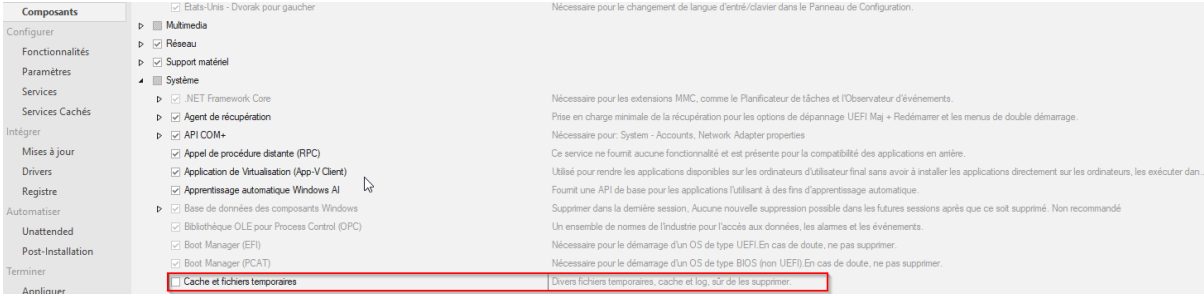 Composants
États-Unis - Dvorak pour gaucher Nécessaire pour le changement de langue d'entré/clavier dans le Panneau de Configuration.
Configurer
Multimedia
Fonctionnalités
Réseau
Paramètres
Support matériel
Services
Système
Services Cachés
.NET Framework Core Nécessaire pour les extensions MMC, comme le Planificateur de tâches et l'Observateur d'événements.
Agent de récupération Prise en charge minimale de la récupération pour les options de dépannage UEFI Maj + Redémarrer et les menus de double démarrage.
Intégrer
API COM+ Nécessaire pour: System - Accounts, Network Adapter properties
Mises à jour
Appel de procédure distante (RPC) Ce service ne fournit aucune fonctionnalité et est présente pour la compatibilité des applications en arrière.
Drivers
Application de Virtualisation (App-V Client) Utilisé pour rendre les applications disponibles sur les ordinateurs d'utilisateur final sans avoir à installer les applications directement sur les ordinateurs, les exécuter dan...
Registre
Apprentissage automatique Windows AI Fournit une API de base pour les applications l'utilisant à des fins d'apprentissage automatique.
Automatiser
Base de données des composants Windows Supprimer dans la dernière session, Aucune nouvelle suppression possible dans les futures sessions après que ce soit supprimé. Non recommandé
Unattended
Bibliothèque OLE pour Process Control (OPC) Un ensemble de normes de l'industrie pour l'accès aux données, les alarmes et les événements.
Post-Installation
Boot Manager (EFI) Nécessaire pour le démarrage d'un OS de type UEFI.En cas de doute, ne pas supprimer.
Terminer
Boot Manager (PCAT) Nécessaire pour le démarrage d'un OS de type BIOS (non UEFI).En cas de doute, ne pas supprimer.
Appliquer
Cache et fichiers temporaires Divers fichiers temporaires, cache et log, sûr de les supprimer.